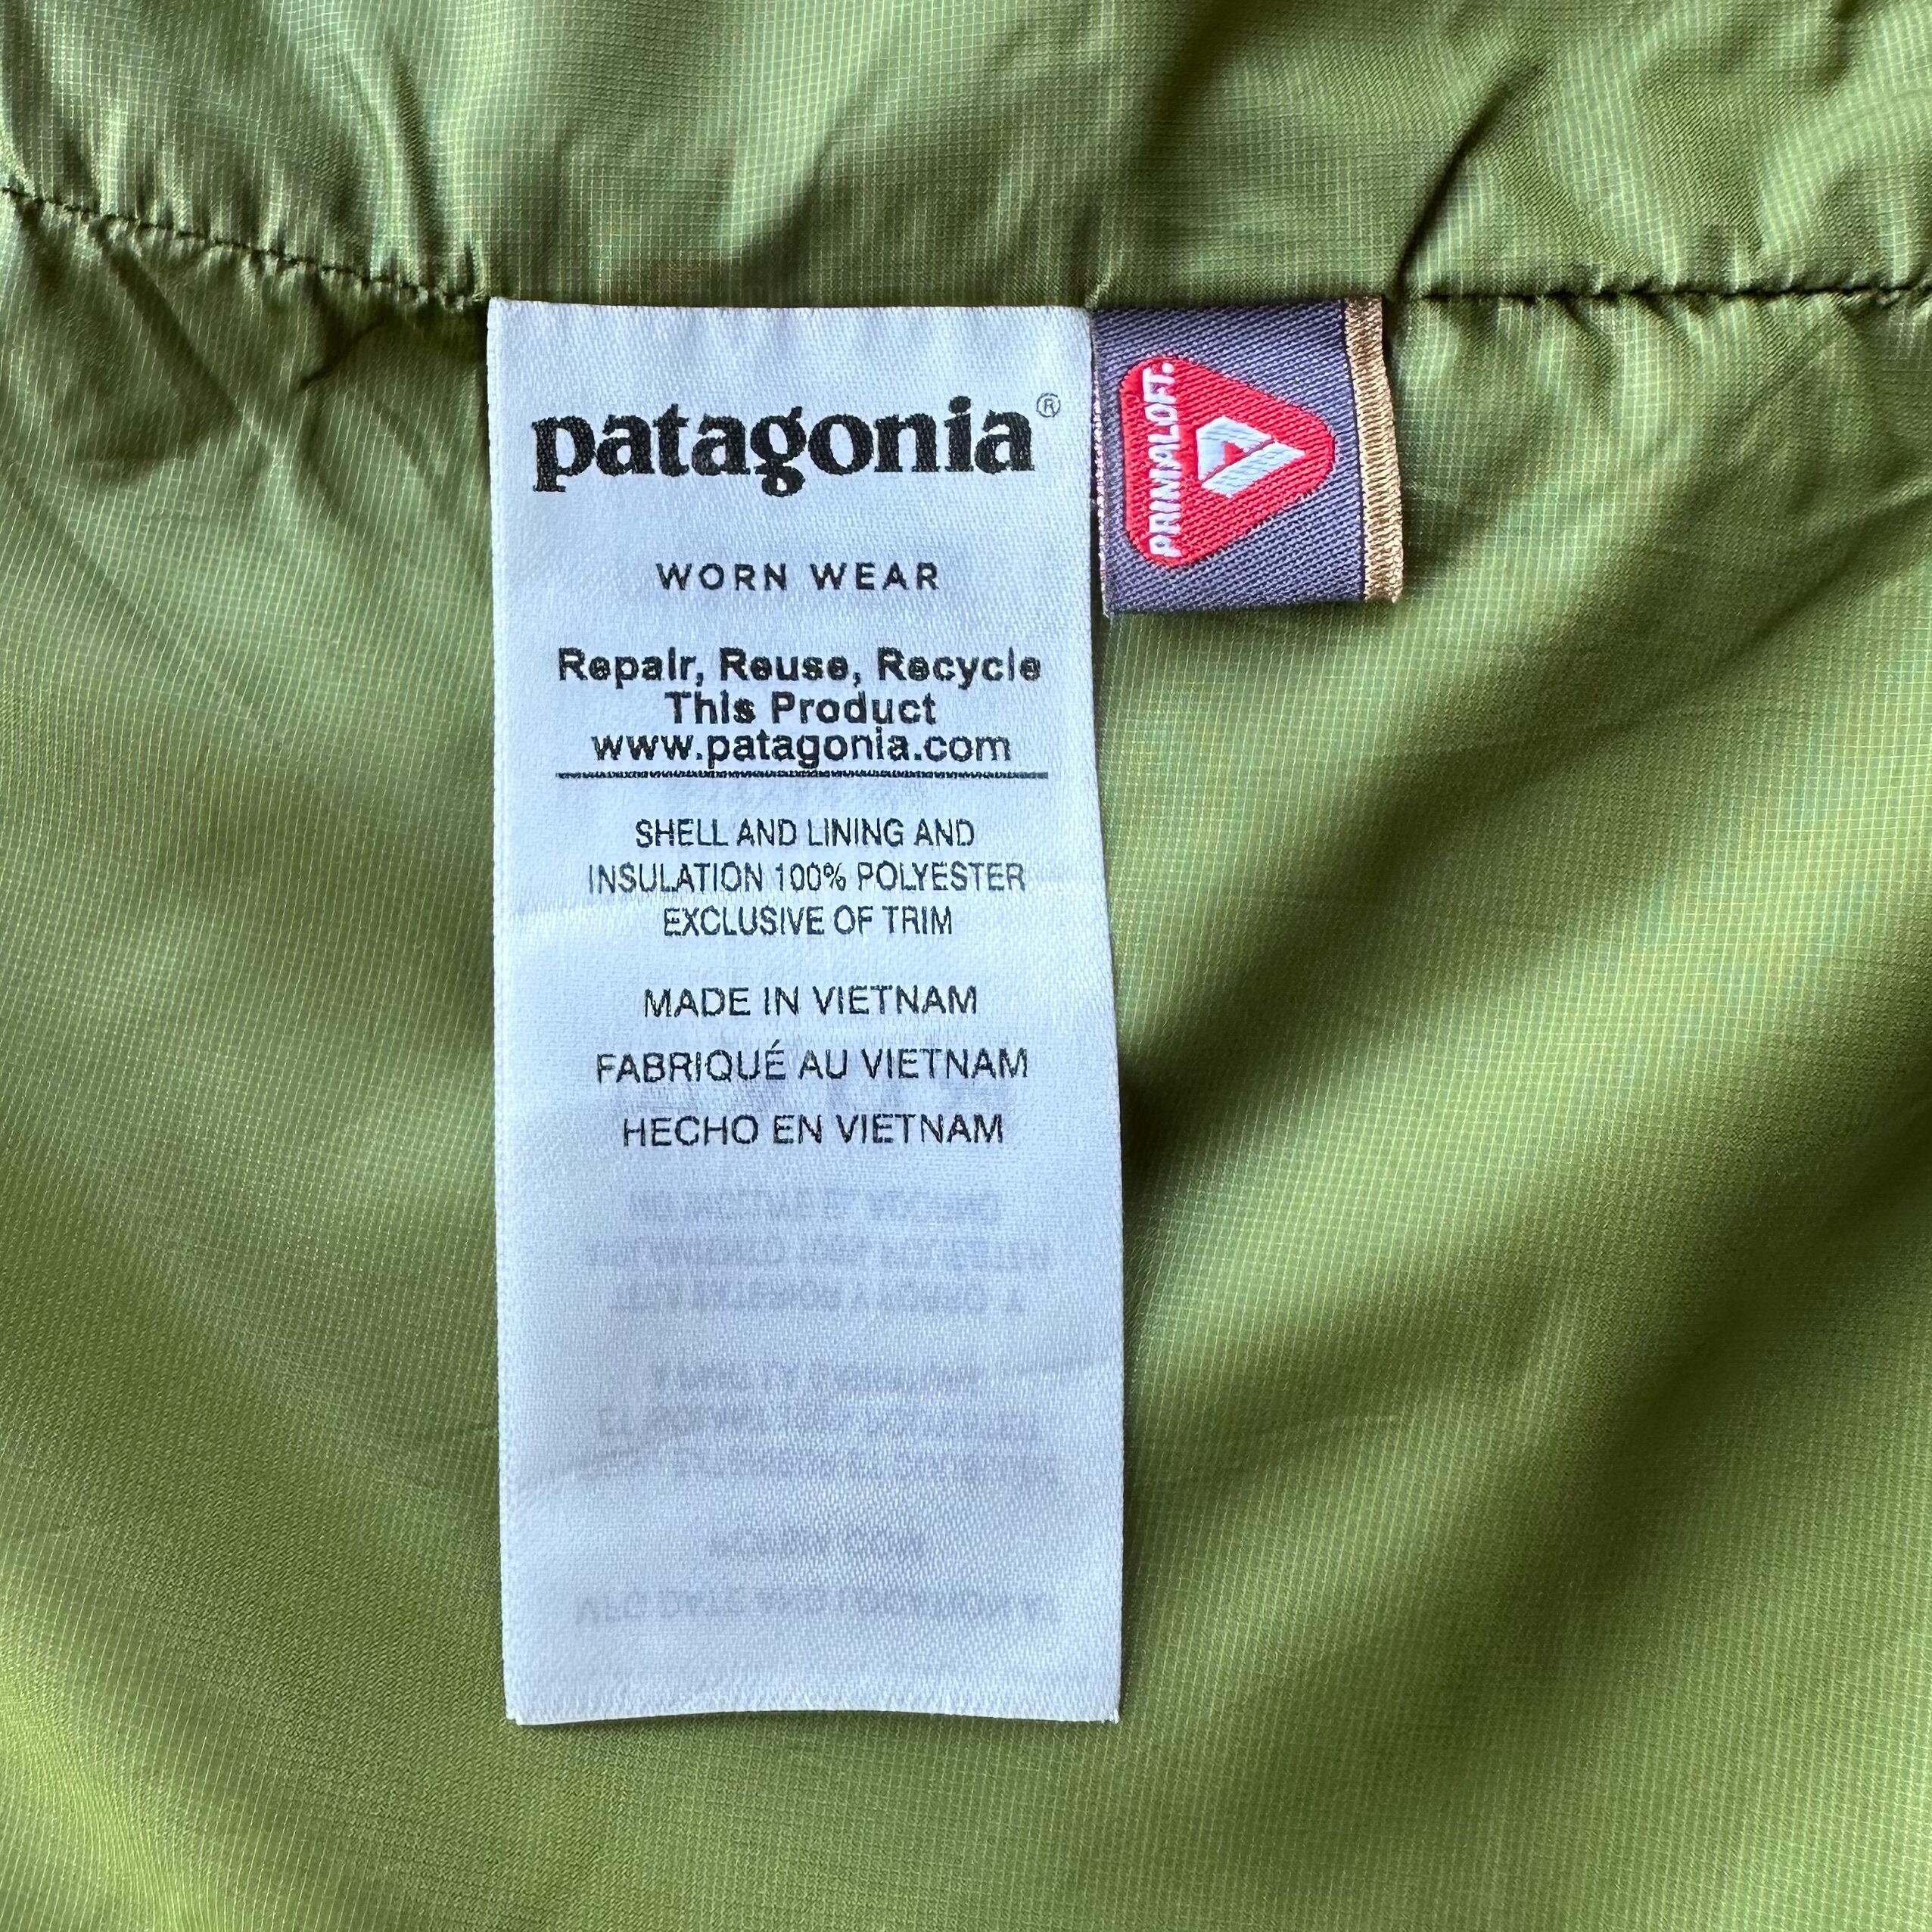 patagonia®
PRIMALOFT.
WORN WEAR
Repair, Reuse, Recycle
This Product
www.patagonia.com
SHELL AND LINING AND
INSULATION 100% POLYESTER
EXCLUSIVE OF TRIM
MADE IN VIETNAM
FABRIQUÉ AU VIETNAM
HECHO EN VIETNAM